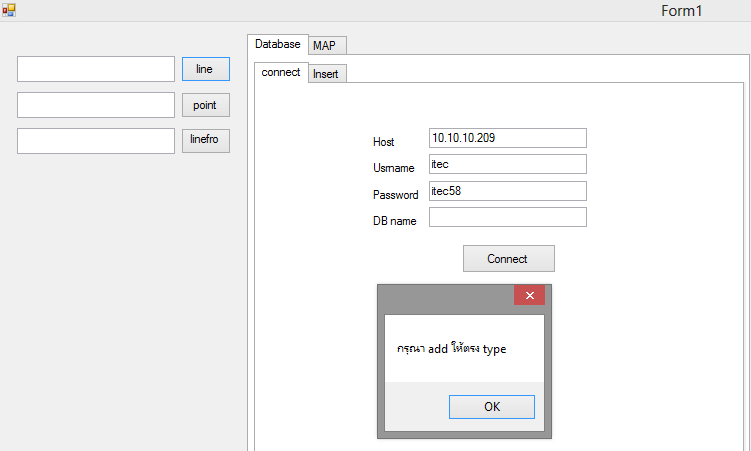 Form1
line
point
linefro
Database MAP
connect Insert
Host 10.10.10.209
Usrname itec
Password itec58
DB name
Connect
กรุณา add ให้ตรง type
OK